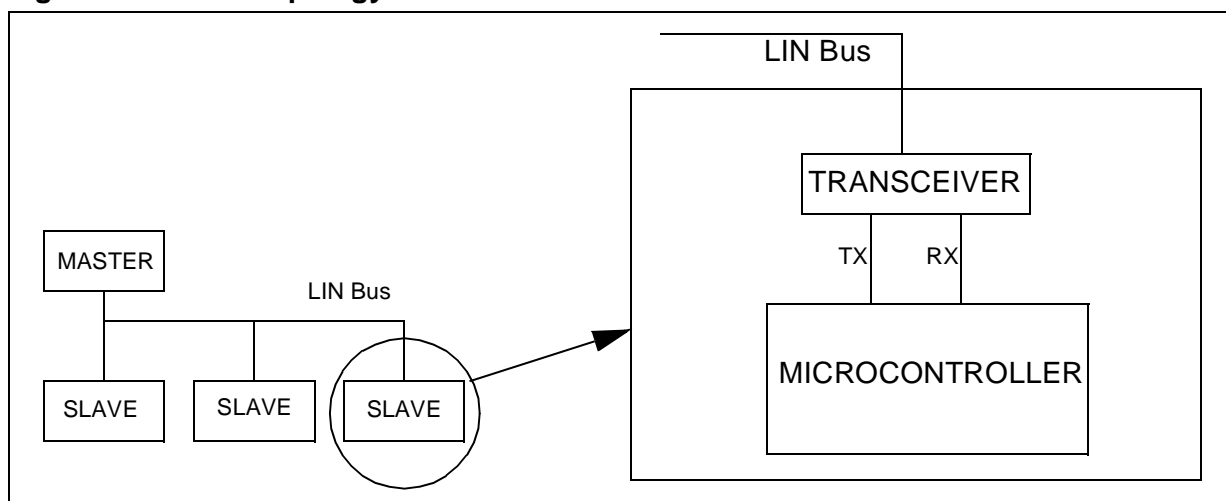 LIN Bus
TRANSCEIVER
TX RX
MICROCONTROLLER
MASTER
LIN Bus
SLAVE SLAVE SLAVE